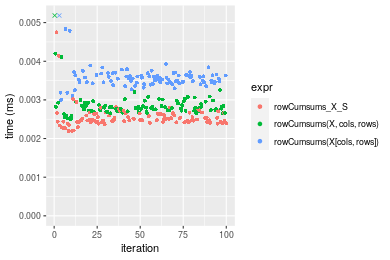 0.005
0.004
0.003
0.002
0.001
0.000
time (ms)
0
25
50
75
100
iteration
expr
rowCumsums_X_S
rowCumsums(X, cols, rows)
rowCumsums(X[cols, rows])